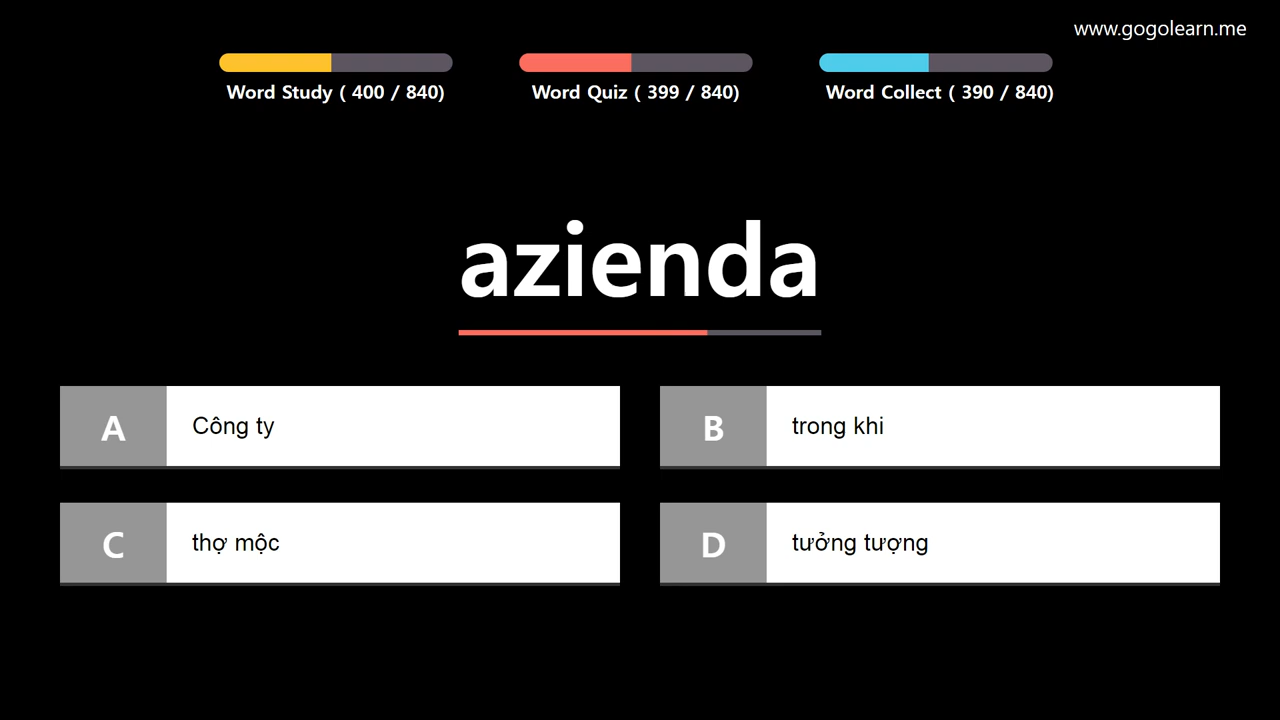 www.gogolearn.me
Word Study ( 400 / 840)
Word Quiz ( 399 / 840)
Word Collect ( 390 / 840)
azienda
A
Công ty
B
trong khi
C
thợ mộc
D
tưởng tượng